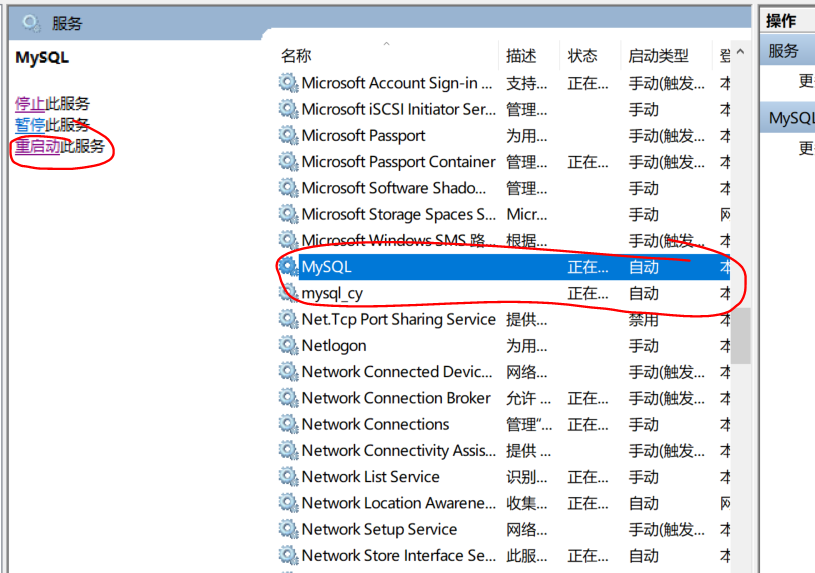 服务
操作
MySQL
服务
更
停止此服务
暂停此服务
重启动此服务
MySQL
更
名称 描述 状态 启动类型 登
Microsoft Account Sign-in ... 支持... 正在... 手动(触发... 本
Microsoft iSCSI Initiator Ser... 管理... 手动 本
Microsoft Passport 为用... 手动(触发... 本
Microsoft Passport Container 管理... 正在... 手动(触发... 本
Microsoft Software Shado... 管理... 手动 本
Microsoft Storage Spaces S... Micr... 手动 网
Microsoft Windows SMS 路... 根据... 手动(触发... 本
MySQL 正在... 自动 本
mysql_cy 正在... 自动 本
Net.Tcp Port Sharing Service 提供... 禁用 本
Netlogon 为用... 手动 本
Network Connected Devic... 网络... 手动(触发... 本
Network Connection Broker 允许 ... 正在... 手动(触发... 本
Network Connections 管理“... 正在... 手动 本
Network Connectivity Assis... 提供 ... 手动(触发... 本
Network List Service 识别... 正在... 手动 本
Network Location Awarene... 收集... 正在... 自动 网
Network Setup Service 网络... 手动(触发... 本
Network Store Interface Se... 此服... 正在... 自动 本